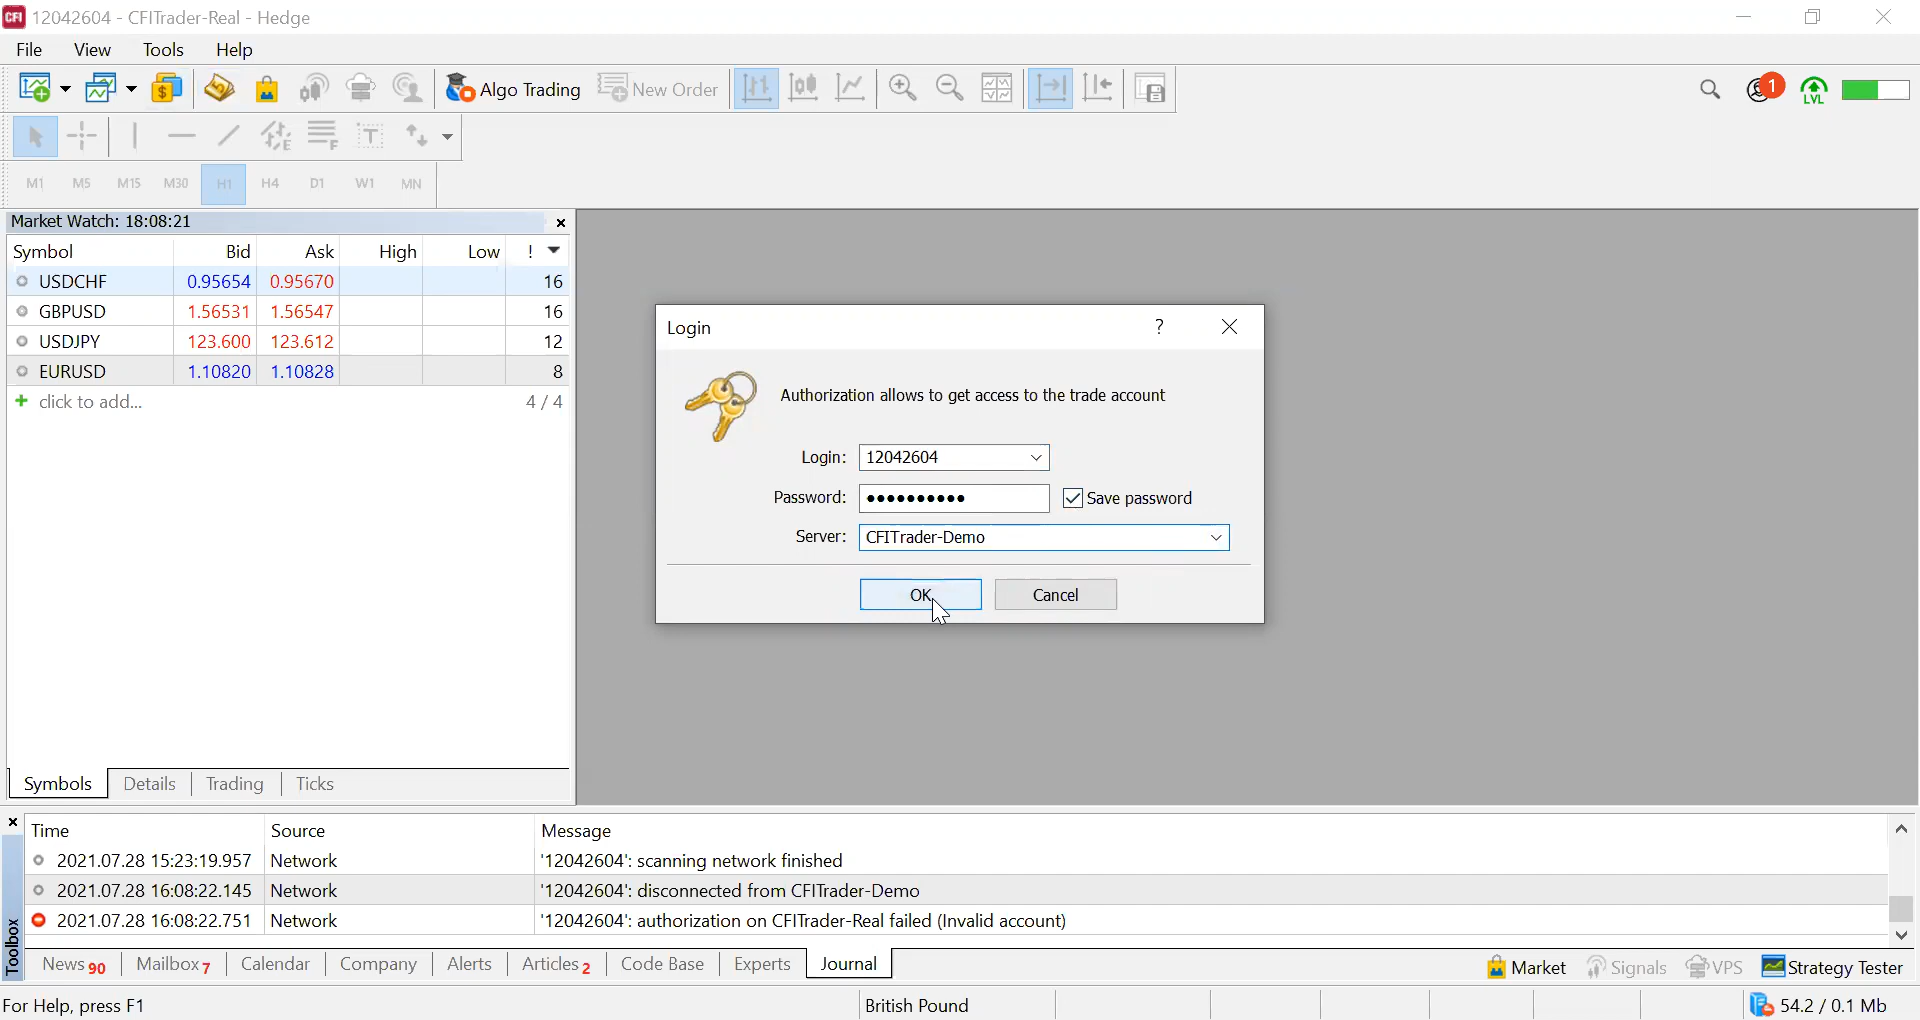 CFI 12042604 - CFITrader-Real - Hedge
File View Tools Help
Algo Trading New Order 1 LVL
E F T
M1 M5 M15 M30 H1 H4 D1 W1 MN
Market Watch: 18:08:21
Symbol Bid Ask High Low !
USDCHF 0.95654 0.95670 16
GBPUSD 1.56531 1.56547 16
USDJPY 123.600 123.612 12
EURUSD 1.10820 1.10828 8
+ click to add... 4 / 4
Symbols Details Trading Ticks
Login ?
Authorization allows to get access to the trade account
Login: 12042604
Password: ●●●●●●●●●● Save password
Server: CFITrader-Demo
OK Cancel
Toolbox
Time Source Message
2021.07.28 15:23:19.957 Network '12042604': scanning network finished
2021.07.28 16:08:22.145 Network '12042604': disconnected from CFITrader-Demo
2021.07.28 16:08:22.751 Network '12042604': authorization on CFITrader-Real failed (Invalid account)
News 90 Mailbox 7 Calendar Company Alerts Articles 2 Code Base Experts Journal Market Signals VPS Strategy Tester
For Help, press F1 British Pound 54.2 / 0.1 Mb